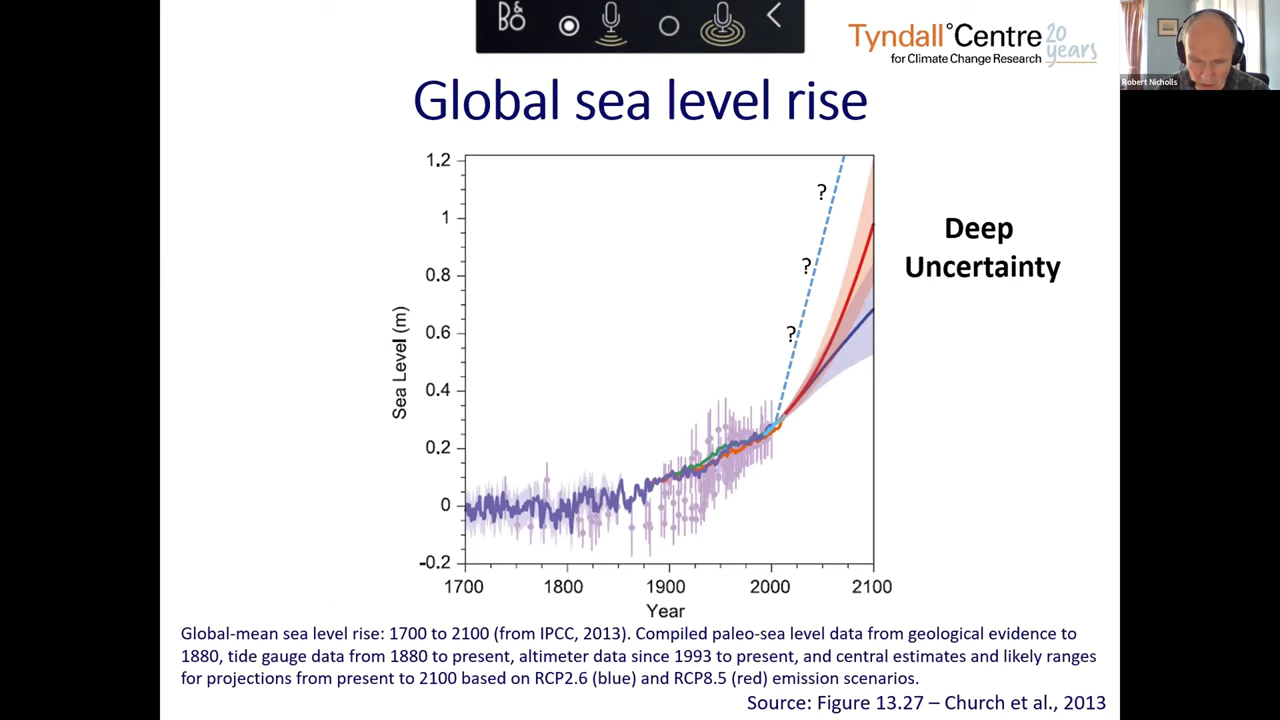 B&O
Tyndall°Centre
for Climate Change Research
20 years
Robert Nicholls
Global sea level rise
1.2
1
0.8
0.6
0.4
0.2
0
-0.2
Sea Level (m)
?
?
?
Deep
Uncertainty
1700 1800 1900 2000 2100
Year
Global-mean sea level rise: 1700 to 2100 (from IPCC, 2013). Compiled paleo-sea level data from geological evidence to
1880, tide gauge data from 1880 to present, altimeter data since 1993 to present, and central estimates and likely ranges
for projections from present to 2100 based on RCP2.6 (blue) and RCP8.5 (red) emission scenarios.
Source: Figure 13.27 – Church et al., 2013